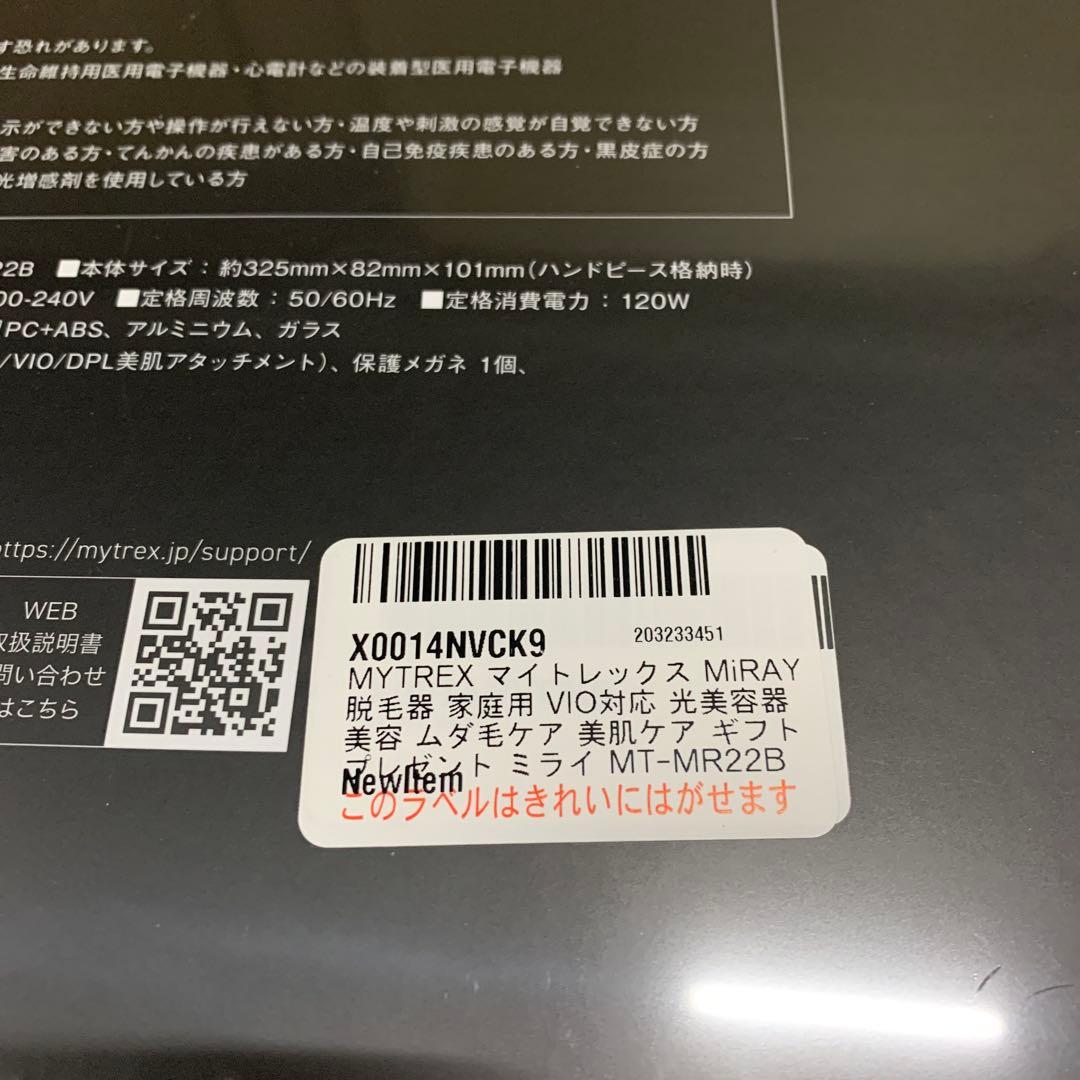 す恐れがあります。
生命維持用医用電子機器・心電計などの装着型医用電子機器
示ができない方や操作が行えない方・温度や刺激の感覚が自覚できない方
害のある方・てんかんの疾患がある方・自己免疫疾患のある方・黒皮症の方
光増感剤を使用している方
22B ■本体サイズ：約325mm×82mm×101mm(ハンドピース格納時)
00-240V ■定格周波数：50/60Hz ■定格消費電力：120W
PC+ABS、アルミニウム、ガラス
/VIO/DPL美肌アタッチメント)、保護メガネ 1個、
https://mytrex.jp/support/
WEB
取扱説明書
問い合わせ
はこちら
X0014NVCK9 203233451
MYTREX マイトレックス MiRAY
脱毛器 家庭用 VIO対応 光美容器
美容 ムダ毛ケア 美肌ケア ギフト
プレゼント ミライ MT-MR22B
NewItem
このラベルはきれいにはがせます